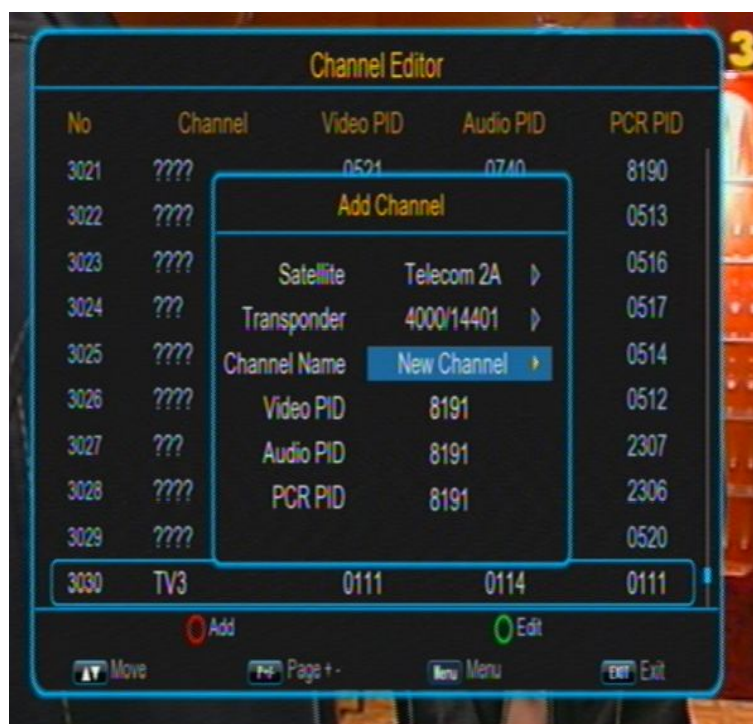 3
Channel Editor
No Channel Video PID Audio PID PCR PID
3021 ???? 0521 0740 8190
Add Channel
3022 ???? 0513
3023 ???? 0516
Satellite Telecom 2A
3024 ??? 0517
Transponder 4000/14401
3025 ???? 0514
Channel Name New Channel
3026 ???? 0512
Video PID 8191
3027 ??? 2307
Audio PID 8191
3028 ???? 2306
PCR PID 8191
3029 ???? 0520
3030 TV3 0111 0114 0111
Add Edit
Move P+/- Page + - Menu Menu EXIT Exit